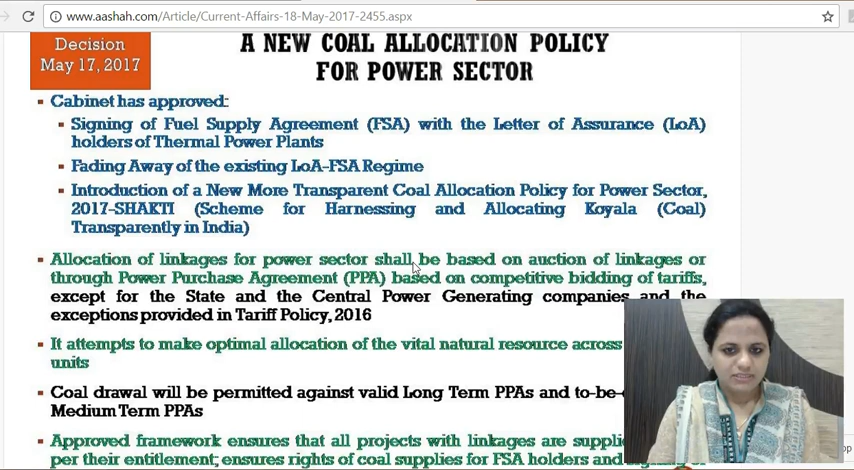 www.aashah.com/Article/Current-Affairs-18-May-2017-2455.aspx
Decision
May 17, 2017
A NEW COAL ALLOCATION POLICY
FOR POWER SECTOR
Cabinet has approved:
Signing of Fuel Supply Agreement (FSA) with the Letter of Assurance (LoA)
holders of Thermal Power Plants
Fading Away of the existing LoA-FSA Regime
Introduction of a New More Transparent Coal Allocation Policy for Power Sector,
2017-SHAKTI (Scheme for Harnessing and Allocating Koyala (Coal)
Transparently in India)
Allocation of linkages for power sector shall be based on auction of linkages or
through Power Purchase Agreement (PPA) based on competitive bidding of tariffs,
except for the State and the Central Power Generating companies and the
exceptions provided in Tariff Policy, 2016
It attempts to make optimal allocation of the vital natural resource across
units
Coal drawal will be permitted against valid Long Term PPAs and to-be-
Medium Term PPAs
Approved framework ensures that all projects with linkages are
per their entitlement; ensures rights of coal supplies for FSA holders and